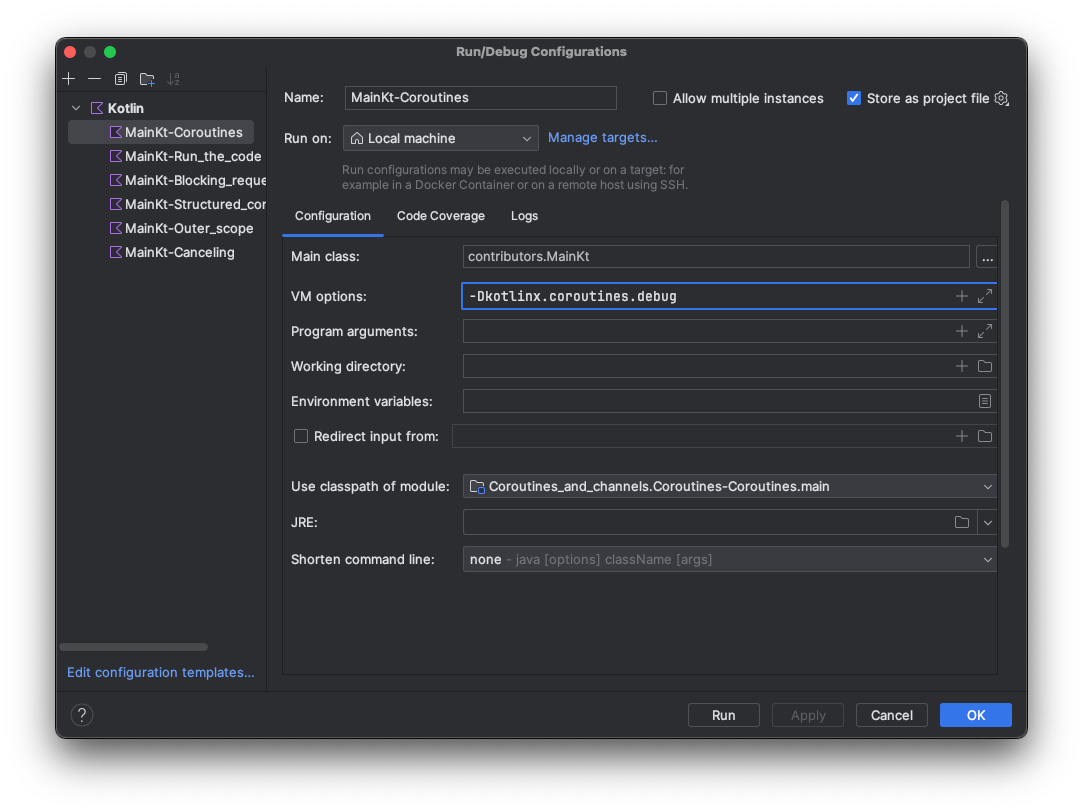 Run/Debug Configurations
Kotlin
MainKt-Coroutines
MainKt-Run_the_code
MainKt-Blocking_reque
MainKt-Structured_cor
MainKt-Outer_scope
MainKt-Canceling
Edit configuration templates...
Name: MainKt-Coroutines Allow multiple instances Store as project file
Run on: Local machine Manage targets...
Run configurations may be executed locally or on a target: for
example in a Docker Container or on a remote host using SSH.
Configuration Code Coverage Logs
Main class: contributors.MainKt ...
VM options: -Dkotlinx.coroutines.debug
Program arguments:
Working directory:
Environment variables:
Redirect input from:
Use classpath of module: Coroutines_and_channels.Coroutines-Coroutines.main
JRE:
Shorten command line: none - java [options] className [args]
? Run Apply Cancel OK